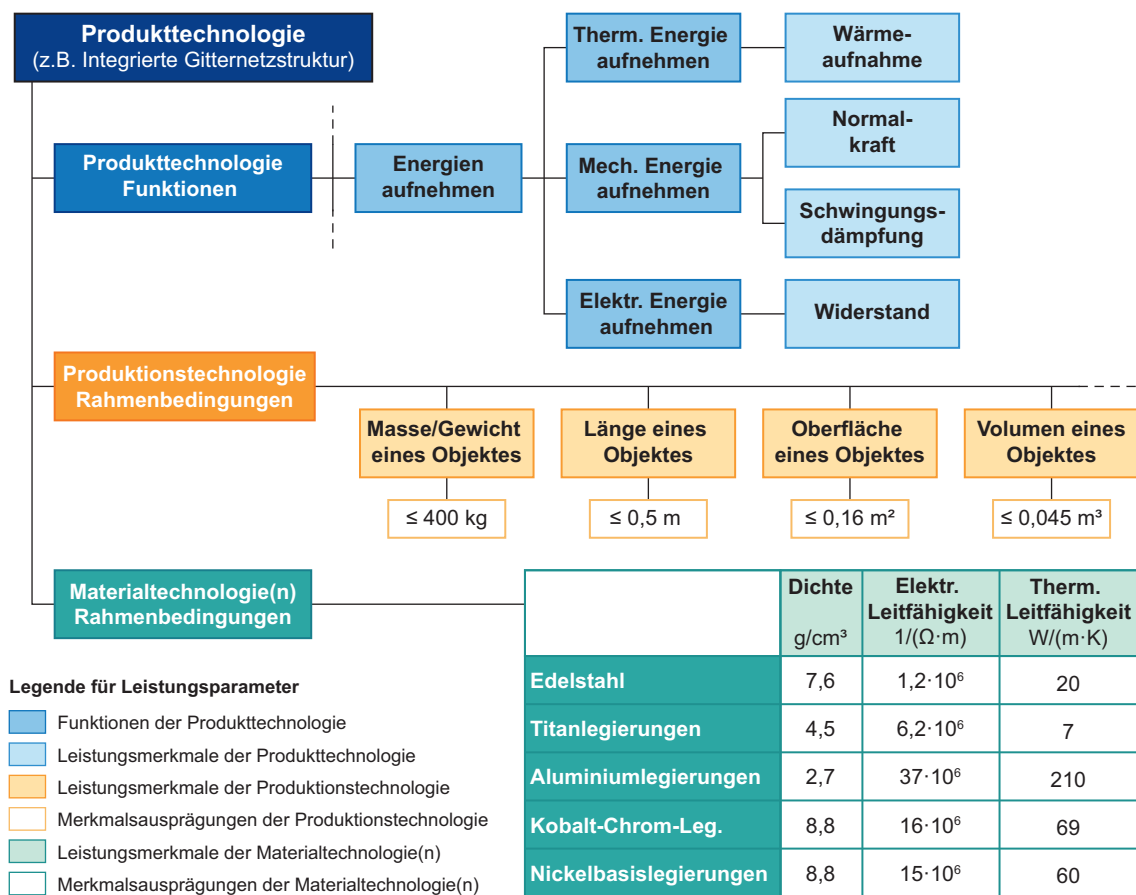 Produkttechnologie
(z.B. Integrierte Gitternetzstruktur)
Therm. Energie
aufnehmen
Wärme-
aufnahme
Produkttechnologie
Funktionen
Energien
aufnehmen
Mech. Energie
aufnehmen
Normal-
kraft
Schwingungs-
dämpfung
Elektr. Energie
aufnehmen
Widerstand
Produktionstechnologie
Rahmenbedingungen
Masse/Gewicht
eines Objektes
Länge eines
Objektes
Oberfläche
eines Objektes
Volumen eines
Objektes
≤ 400 kg
≤ 0,5 m
≤ 0,16 m²
≤ 0,045 m³
Materialtechnologie(n)
Rahmenbedingungen
Dichte
g/cm³
Elektr.
Leitfähigkeit
1/(Ω·m)
Therm.
Leitfähigkeit
W/(m·K)
Edelstahl 7,6 1,2·10⁶ 20
Titanlegierungen 4,5 6,2·10⁶ 7
Aluminiumlegierungen 2,7 37·10⁶ 210
Kobalt-Chrom-Leg. 8,8 16·10⁶ 69
Nickelbasislegierungen 8,8 15·10⁶ 60
Legende für Leistungsparameter
Funktionen der Produkttechnologie
Leistungsmerkmale der Produkttechnologie
Leistungsmerkmale der Produktionstechnologie
Merkmalsausprägungen der Produktionstechnologie
Leistungsmerkmale der Materialtechnologie(n)
Merkmalsausprägungen der Materialtechnologie(n)